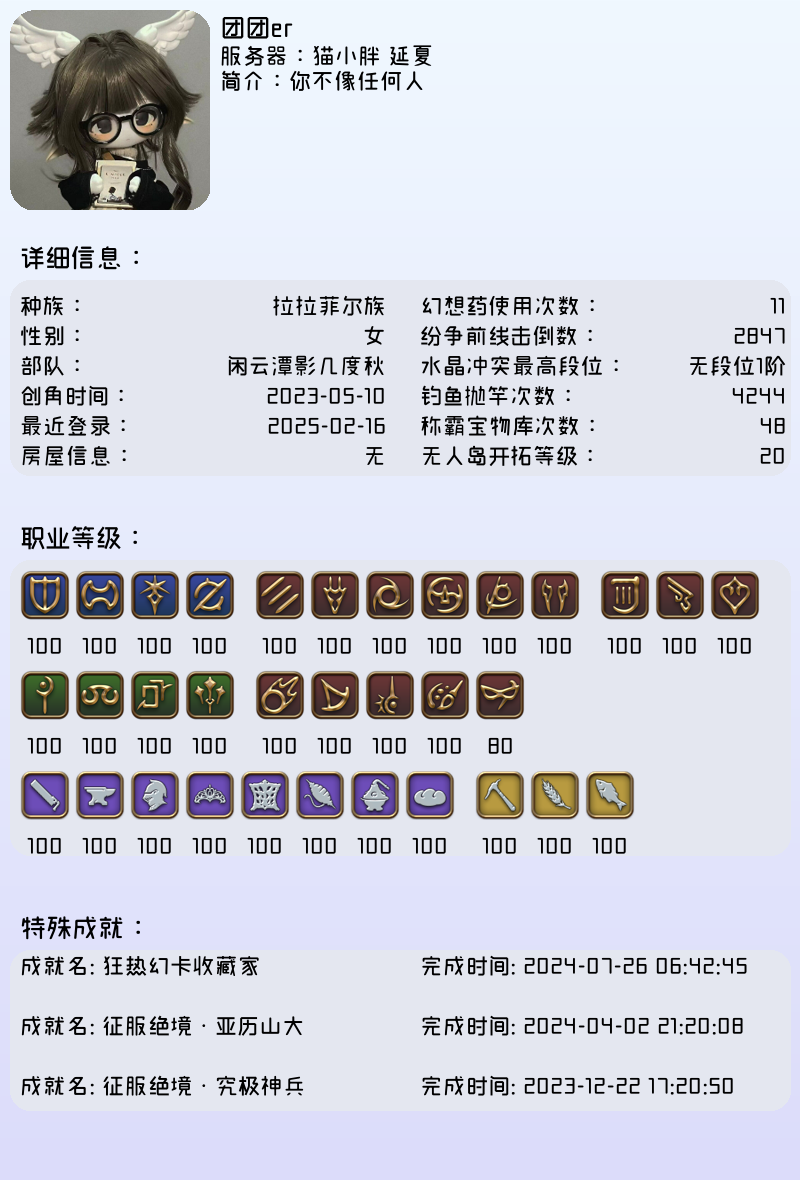 团团er
服务器：猫小胖 延夏
简介：你不像任何人
详细信息：
种族： 拉拉菲尔族 幻想药使用次数： 11
性别： 女 纷争前线击倒数： 2847
部队： 闲云潭影几度秋 水晶冲突最高段位： 无段位1阶
创角时间： 2023-05-10 钓鱼抛竿次数： 4244
最近登录： 2025-02-16 称霸宝物库次数： 48
房屋信息： 无 无人岛开拓等级： 20
职业等级：
100 100 100 100 100 100 100 100 100 100 100 100 100
100 100 100 100 100 100 100 100 80
100 100 100 100 100 100 100 100 100 100 100
特殊成就：
成就名: 狂热幻卡收藏家 完成时间: 2024-07-26 06:42:45
成就名: 征服绝境·亚历山大 完成时间: 2024-04-02 21:20:08
成就名: 征服绝境·究极神兵 完成时间: 2023-12-22 17:20:50